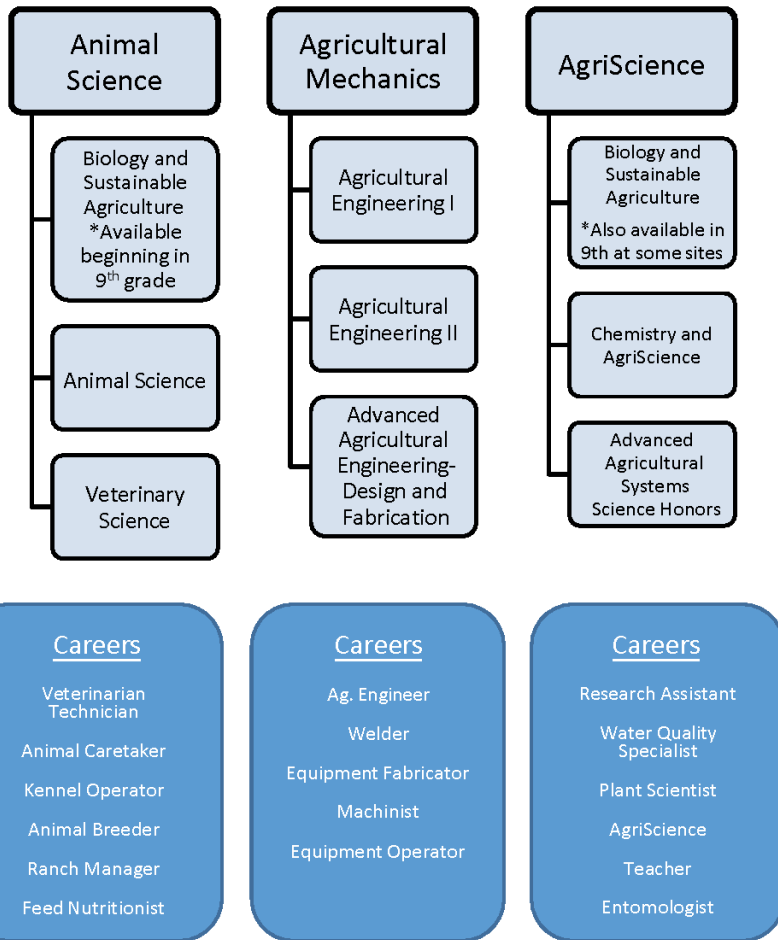 Animal
Science
Biology and
Sustainable
Agriculture
*Available
beginning in
9th grade
Animal Science
Veterinary
Science
Agricultural
Mechanics
Agricultural
Engineering I
Agricultural
Engineering II
Advanced
Agricultural
Engineering-
Design and
Fabrication
AgriScience
Biology and
Sustainable
Agriculture
*Also available in
9th at some sites
Chemistry and
AgriScience
Advanced
Agricultural
Systems
Science Honors
Careers
Veterinarian
Technician
Animal Caretaker
Kennel Operator
Animal Breeder
Ranch Manager
Feed Nutritionist
Careers
Ag. Engineer
Welder
Equipment Fabricator
Machinist
Equipment Operator
Careers
Research Assistant
Water Quality
Specialist
Plant Scientist
AgriScience
Teacher
Entomologist